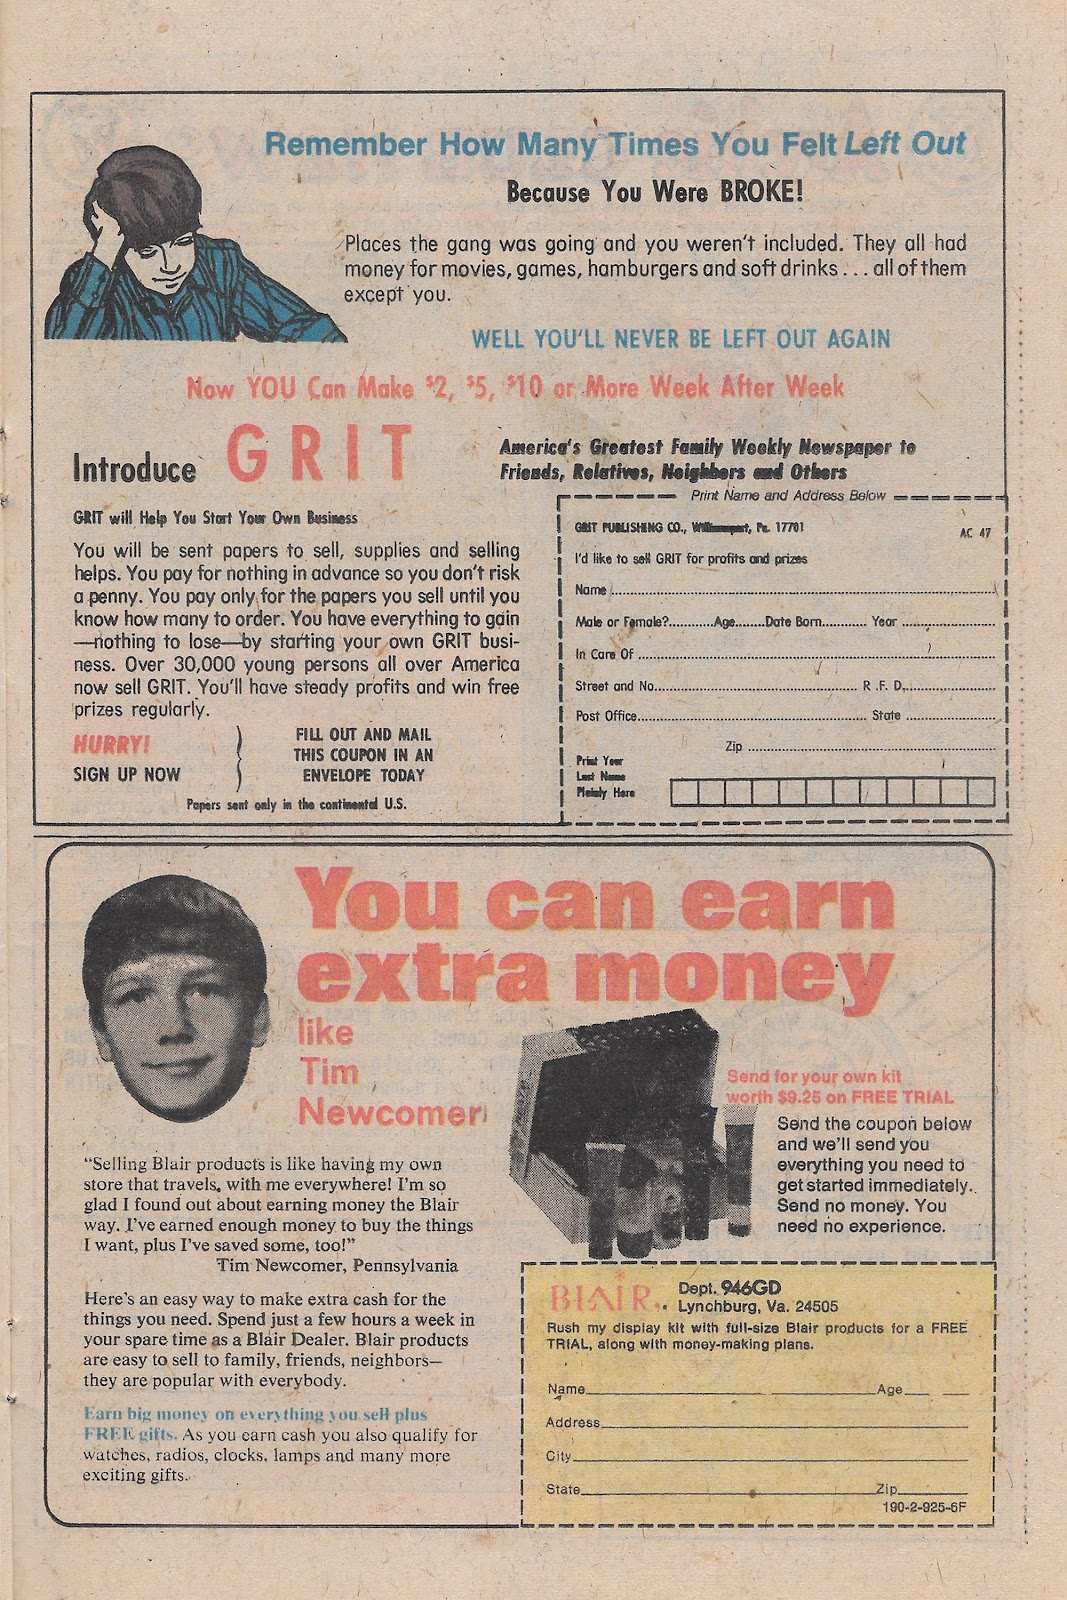 Remember How Many Times You Felt Left Out
Because You Were BROKE!
Places the gang was going and you weren't included. They all had
money for movies, games, hamburgers and soft drinks . . . all of them
except you.
WELL YOU'LL NEVER BE LEFT OUT AGAIN
Now YOU Can Make $2, $5, $10 or More Week After Week
Introduce GRIT
America's Greatest Family Weekly Newspaper to
Friends, Relatives, Neighbors and Others
GRIT will Help You Start Your Own Business
You will be sent papers to sell, supplies and selling
helps. You pay for nothing in advance so you don't risk
a penny. You pay only for the papers you sell until you
know how many to order. You have everything to gain
—nothing to lose—by starting your own GRIT busi-
ness. Over 30,000 young persons all over America
now sell GRIT. You'll have steady profits and win free
prizes regularly.
HURRY!
SIGN UP NOW
FILL OUT AND MAIL
THIS COUPON IN AN
ENVELOPE TODAY
Papers sent only in the continental U.S.
Print Name and Address Below
GRIT PUBLISHING CO., Williamsport, Pa. 17701
AC 47
I'd like to sell GRIT for profits and prizes
Name
Male or Female? Age Date Born Year
In Care Of
Street and No. R.F.D.
Post Office State
Zip
Print Your
Last Name
Plainly Here
You can earn
extra money
like
Tim
Newcomer
Send for your own kit
worth $9.25 on FREE TRIAL
Send the coupon below
and we'll send you
everything you need to
get started immediately.
Send no money. You
need no experience.
"Selling Blair products is like having my own
store that travels, with me everywhere! I'm so
glad I found out about earning money the Blair
way. I've earned enough money to buy the things
I want, plus I've saved some, too!"
Tim Newcomer, Pennsylvania
Here's an easy way to make extra cash for the
things you need. Spend just a few hours a week in
your spare time as a Blair Dealer. Blair products
are easy to sell to family, friends, neighbors—
they are popular with everybody.
Earn big money on everything you sell plus
FREE gifts. As you earn cash you also qualify for
watches, radios, clocks, lamps and many more
exciting gifts.
BLAIR
Dept. 946GD
Lynchburg, Va. 24505
Rush my display kit with full-size Blair products for a FREE
TRIAL, along with money-making plans.
Name Age
Address
City
State Zip
190-2-925-6F